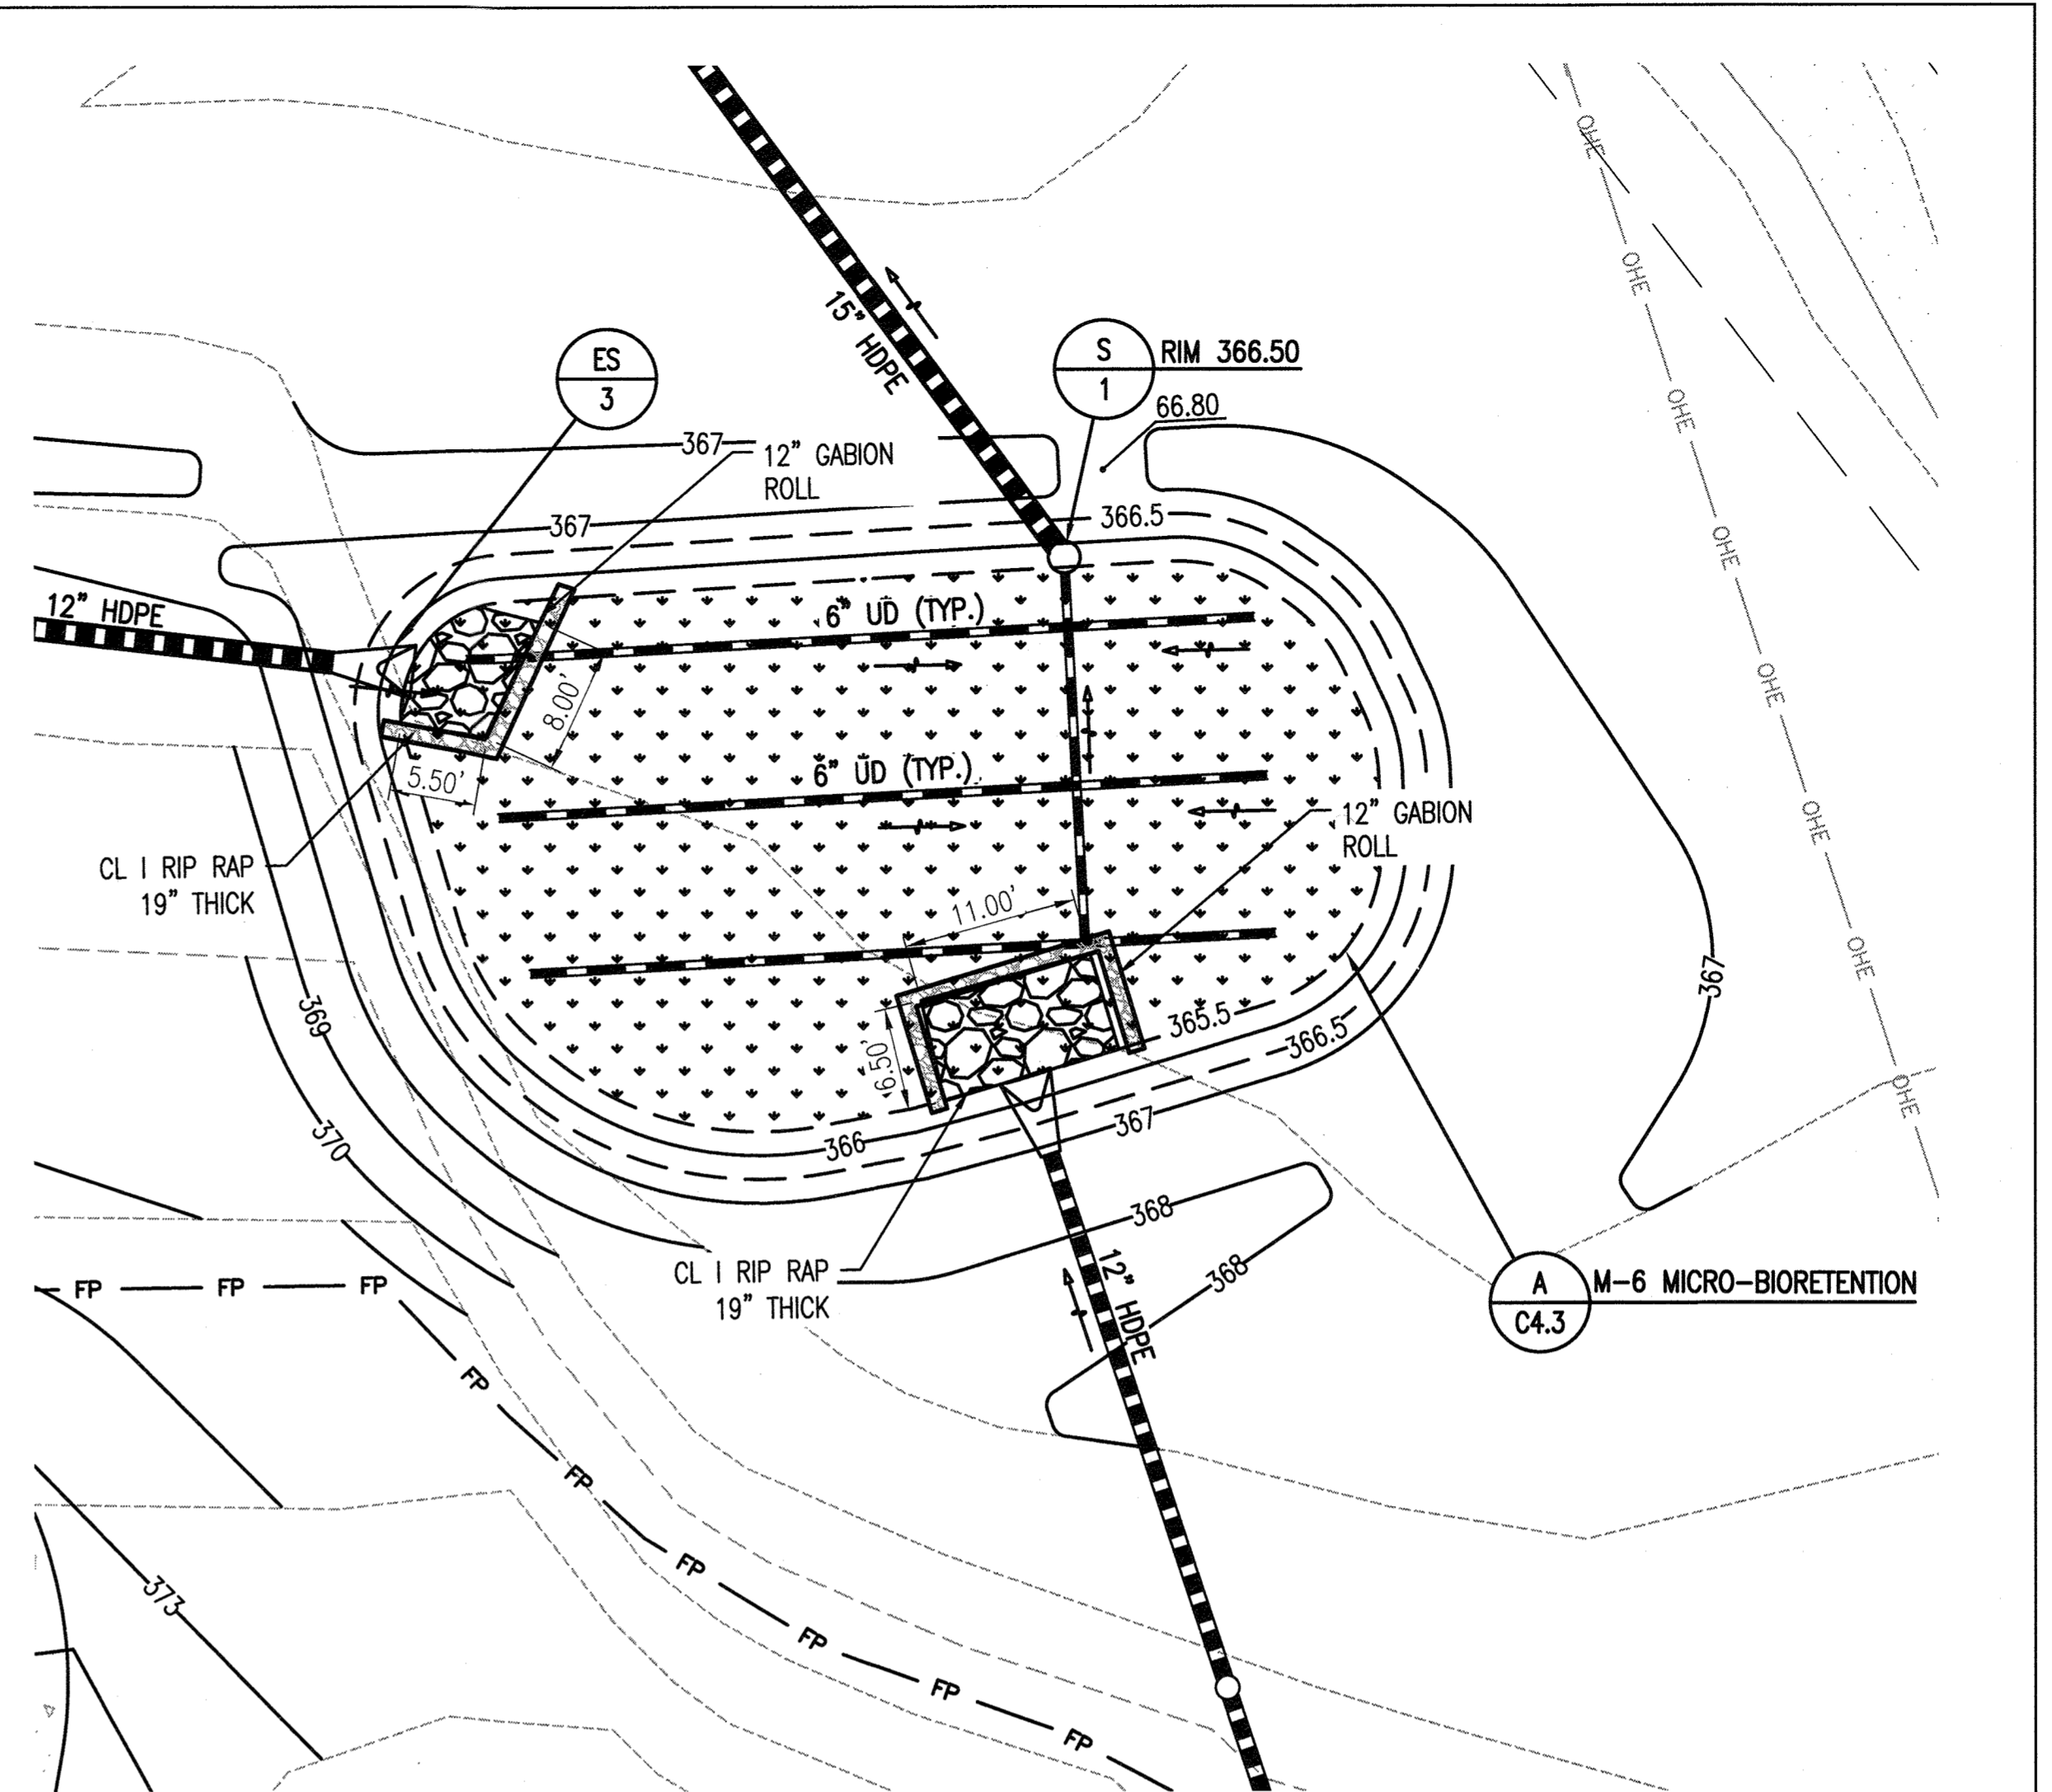 OHE
OHE
15" HDPE
ES
3
S
1
RIM 366.50
66.80
OHE
367
12" GABION
ROLL
367
366.5
OHE
12" HDPE
6" UD (TYP.)
8.00'
OHE
6" UD (TYP.)
5.50'
12" GABION
ROLL
OHE
CL I RIP RAP
19" THICK
11.00'
OHE
367
369
365.5
366.5
6.50'
OHE
370
366
367
368
12" HDPE
368
CL I RIP RAP
19" THICK
A
C4.3
M-6 MICRO-BIORETENTION
FP
FP
FP
FP
FP
FP
373
FP
FP
FP